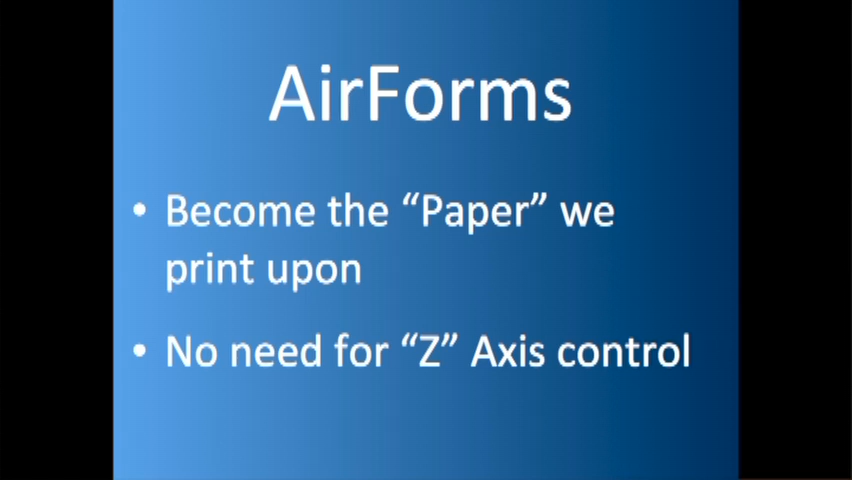 AirForms
• Become the “Paper” we
print upon
• No need for “Z” Axis control